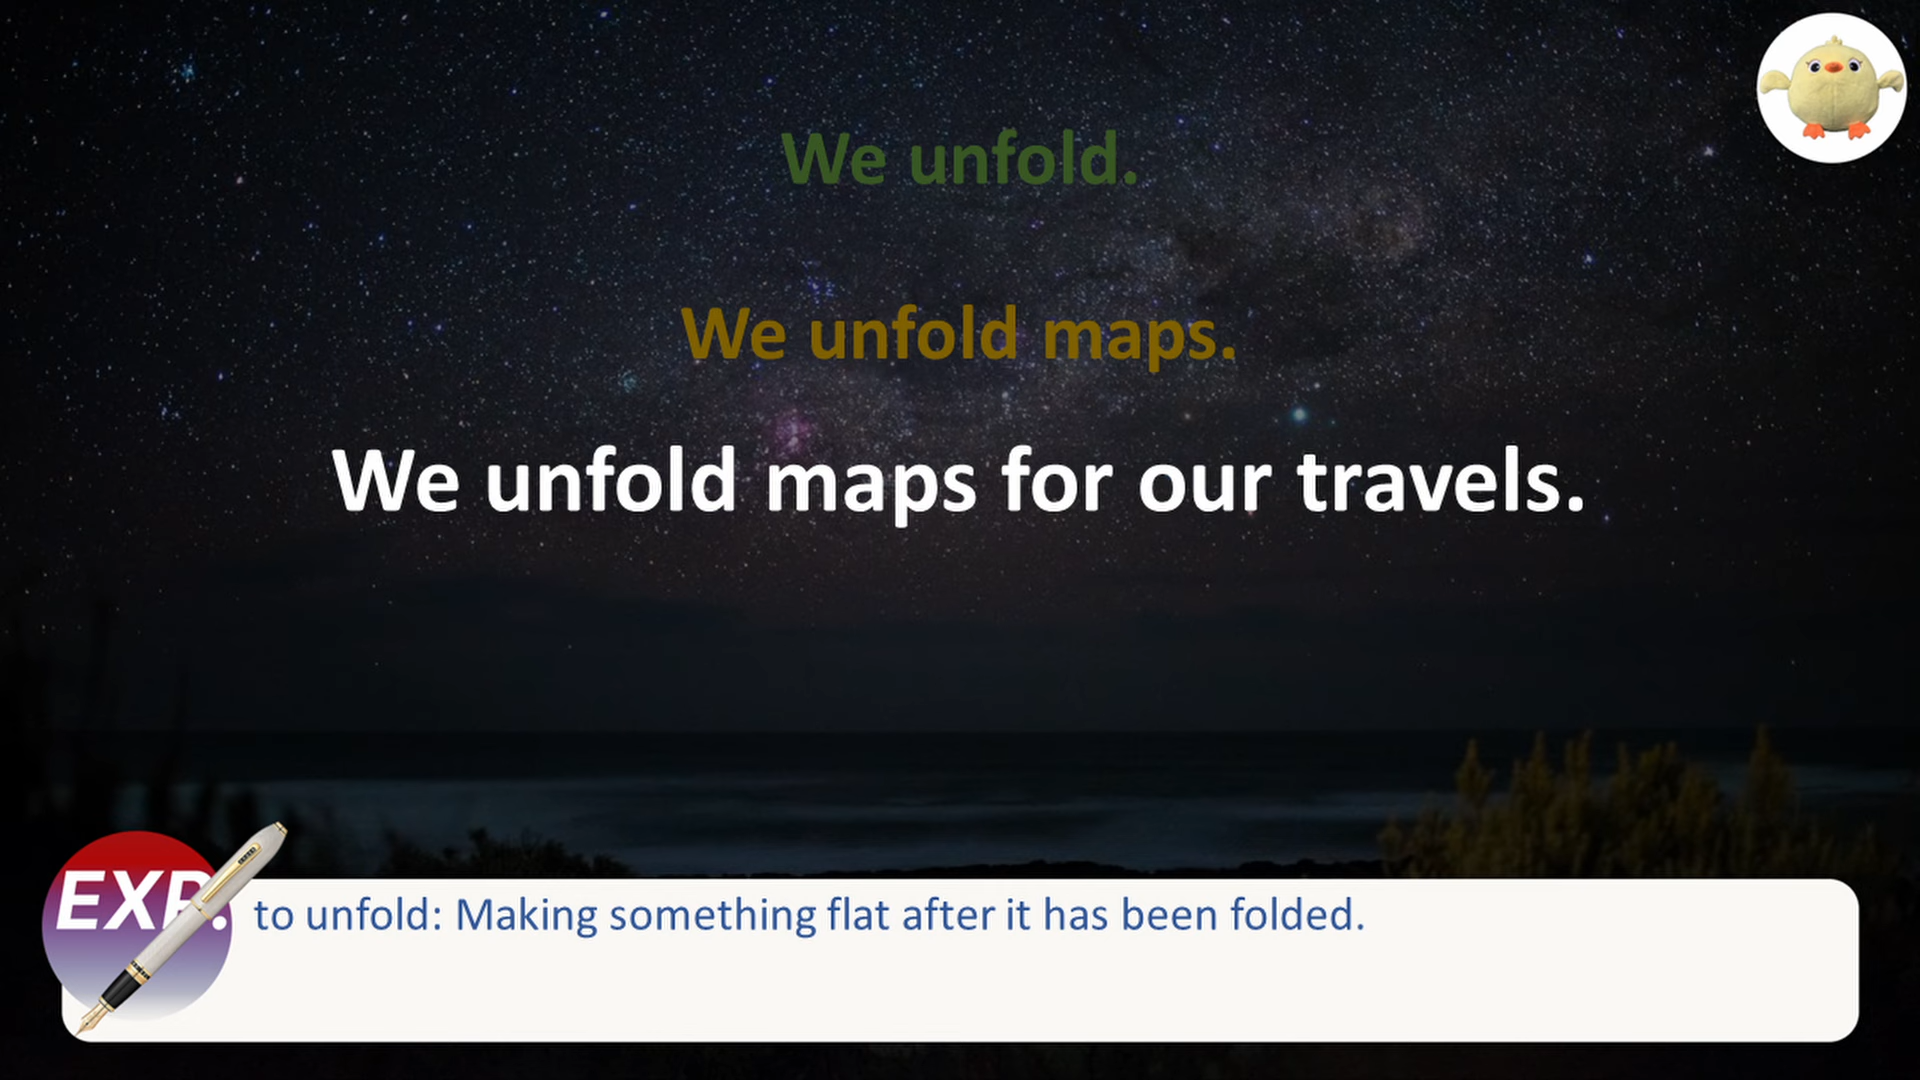 We unfold.
We unfold maps.
We unfold maps for our travels.
EXP.
to unfold: Making something flat after it has been folded.